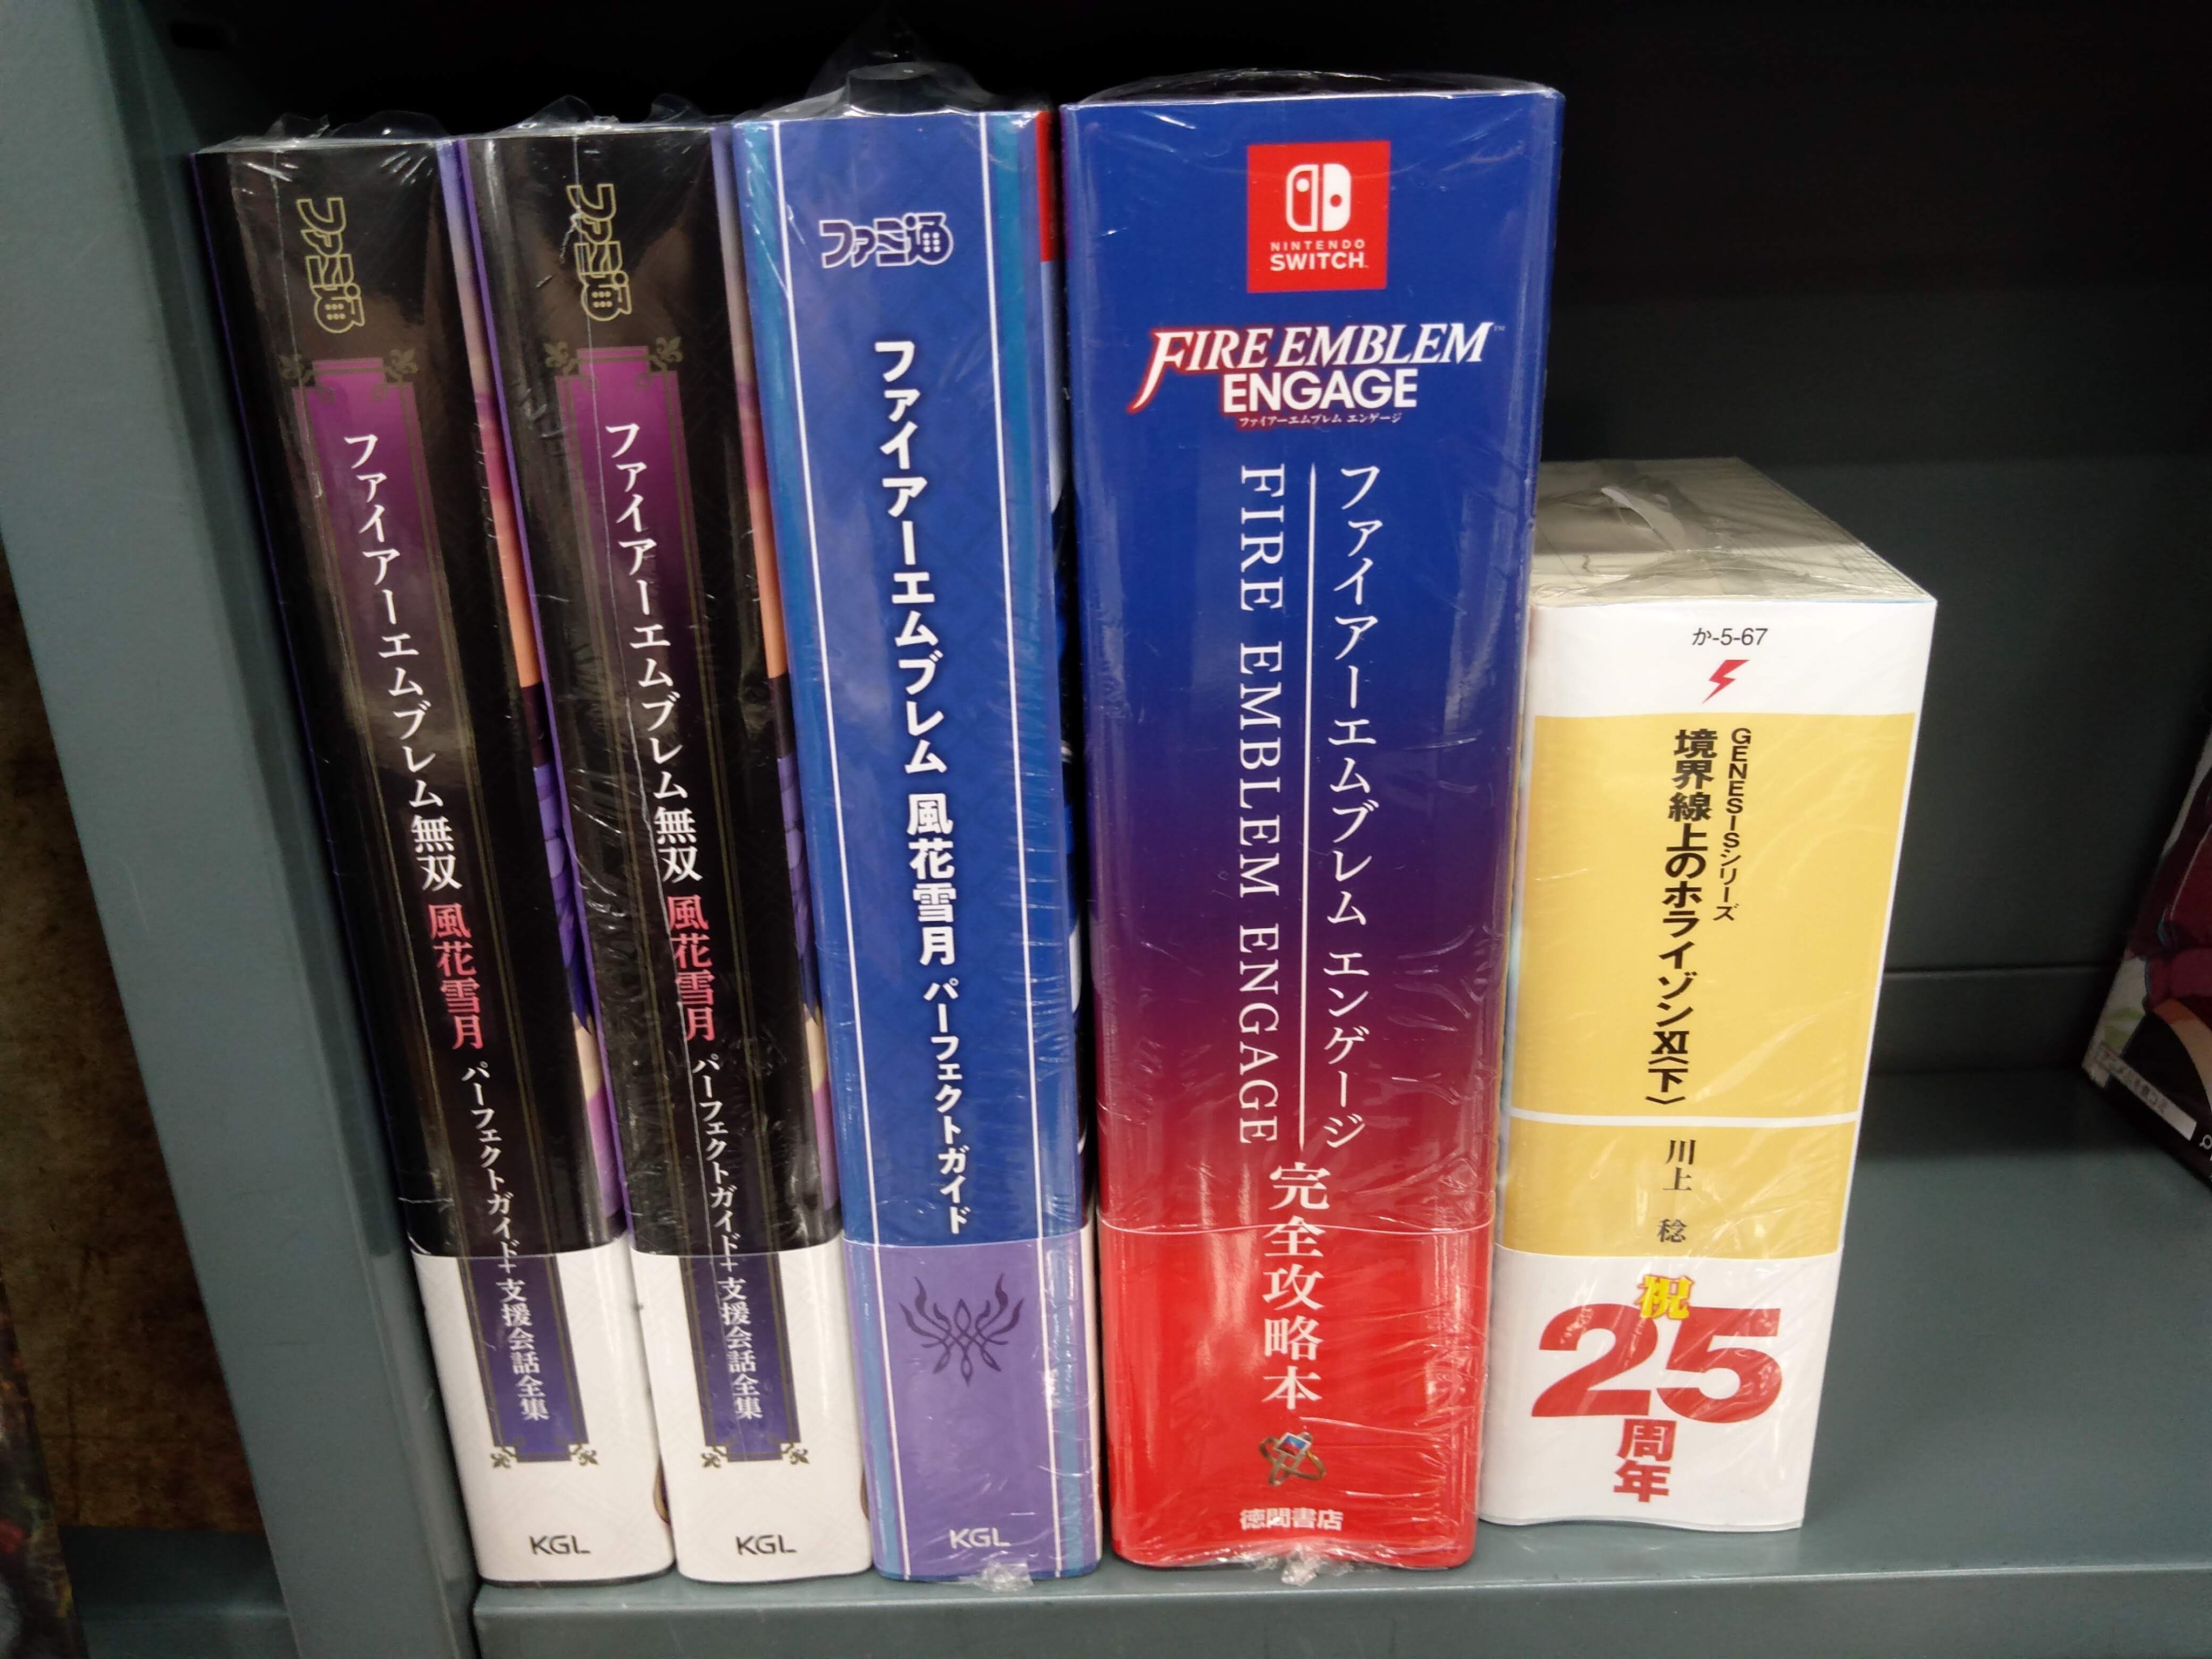 ファミ通
ファイアーエムブレム無双 風花雪月 パーフェクトガイド+支援会話全集
KGL
ファミ通
ファイアーエムブレム無双 風花雪月 パーフェクトガイド+支援会話全集
KGL
ファミ通
ファイアーエムブレム 風花雪月 パーフェクトガイド
KGL
NINTENDO
SWITCH™
FIRE EMBLEM™
ENGAGE
ファイアーエムブレム エンゲージ
ファイアーエムブレム エンゲージ
FIRE EMBLEM ENGAGE
完全攻略本
徳間書店
か-5-67
GENESISシリーズ
境界線上のホライゾンⅪ〈下〉
川上 稔
祝
25
周年